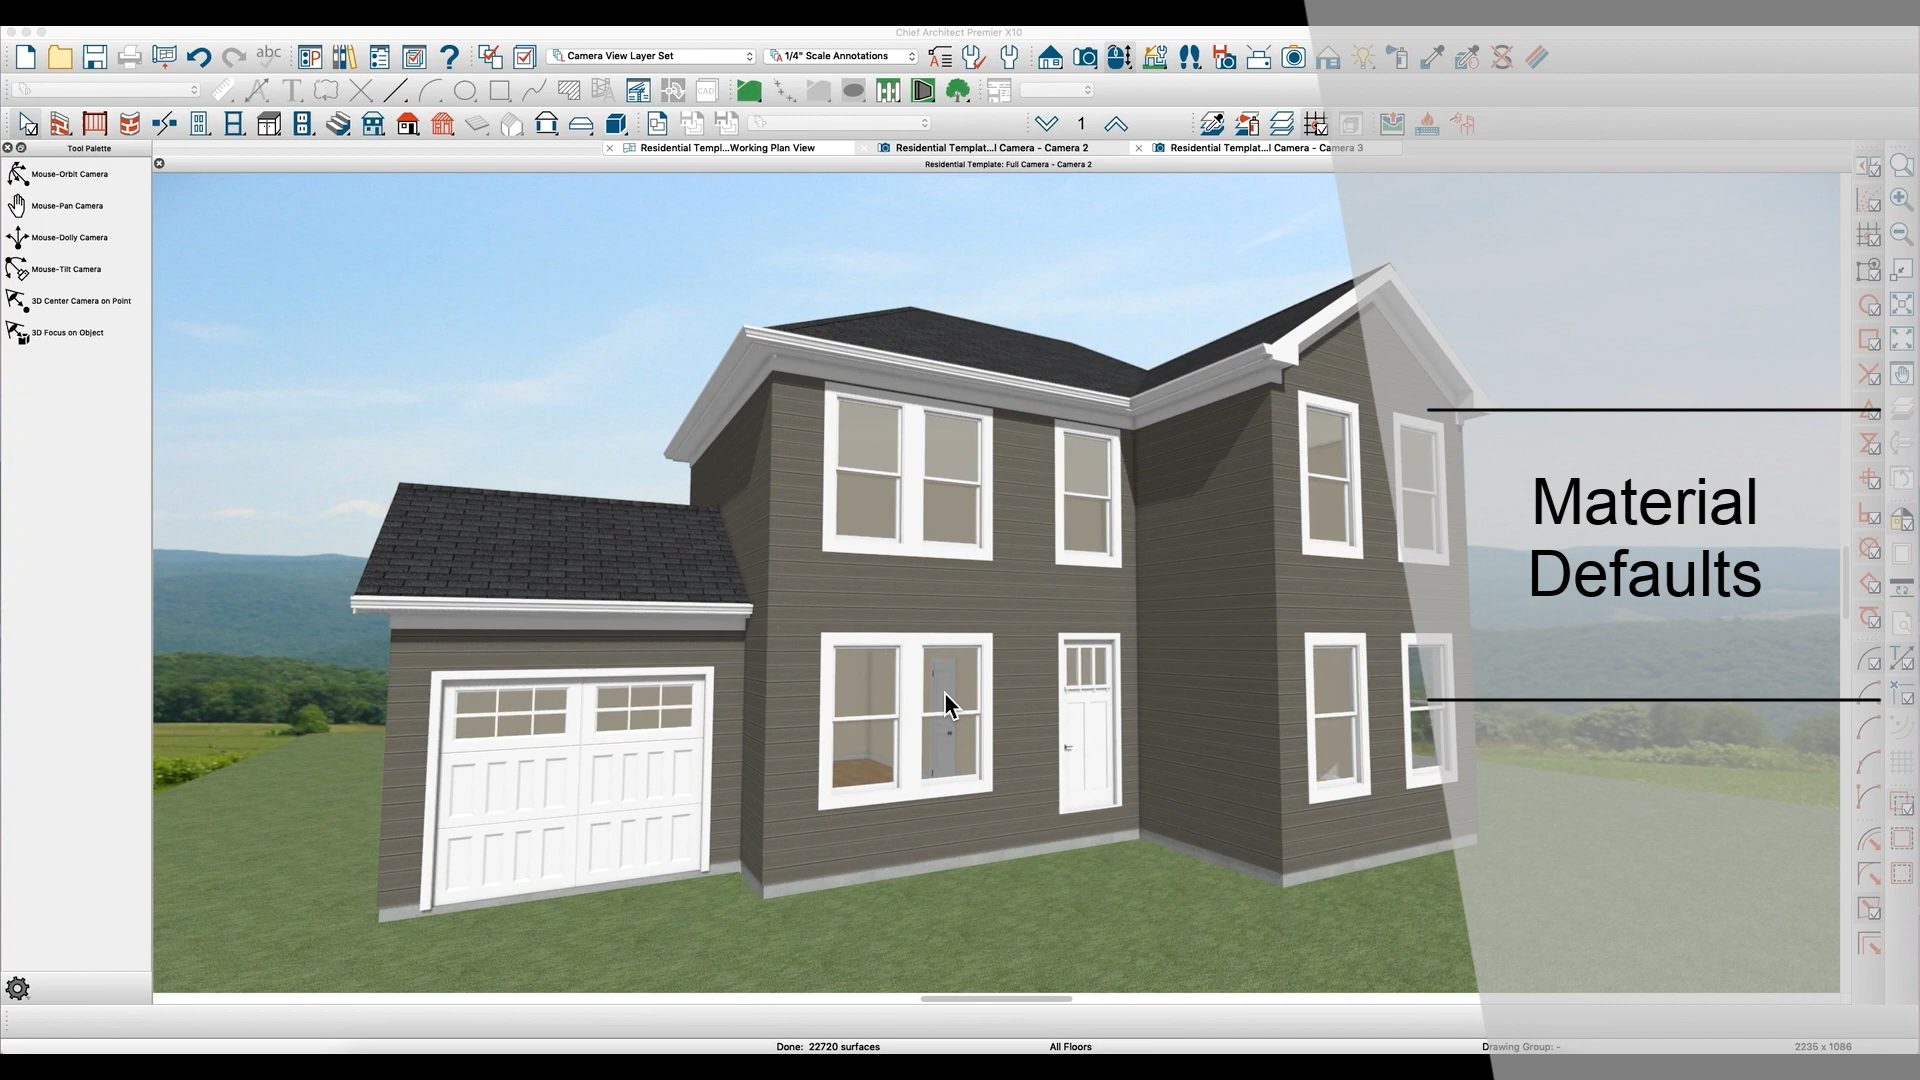 Chief Architect Premier X10
abc
Camera View Layer Set
1/4" Scale Annotations
CAD
1
Tool Palette
Residential Templ...Working Plan View
Residential Templat...l Camera - Camera 2
Residential Templat...l Camera - Camera 3
Residential Template: Full Camera - Camera 2
Mouse-Orbit Camera
Mouse-Pan Camera
Mouse-Dolly Camera
Mouse-Tilt Camera
3D Center Camera on Point
3D Focus on Object
Material
Defaults
Done: 22720 surfaces
All Floors
Drawing Group: -
2235 x 1086